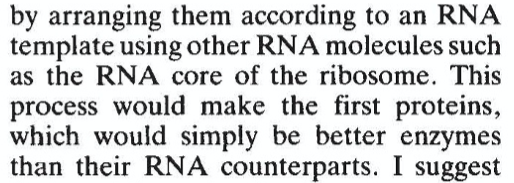 by arranging them according to an RNA
template using other RNA molecules such
as the RNA core of the ribosome. This
process would make the first proteins,
which would simply be better enzymes
than their RNA counterparts. I suggest